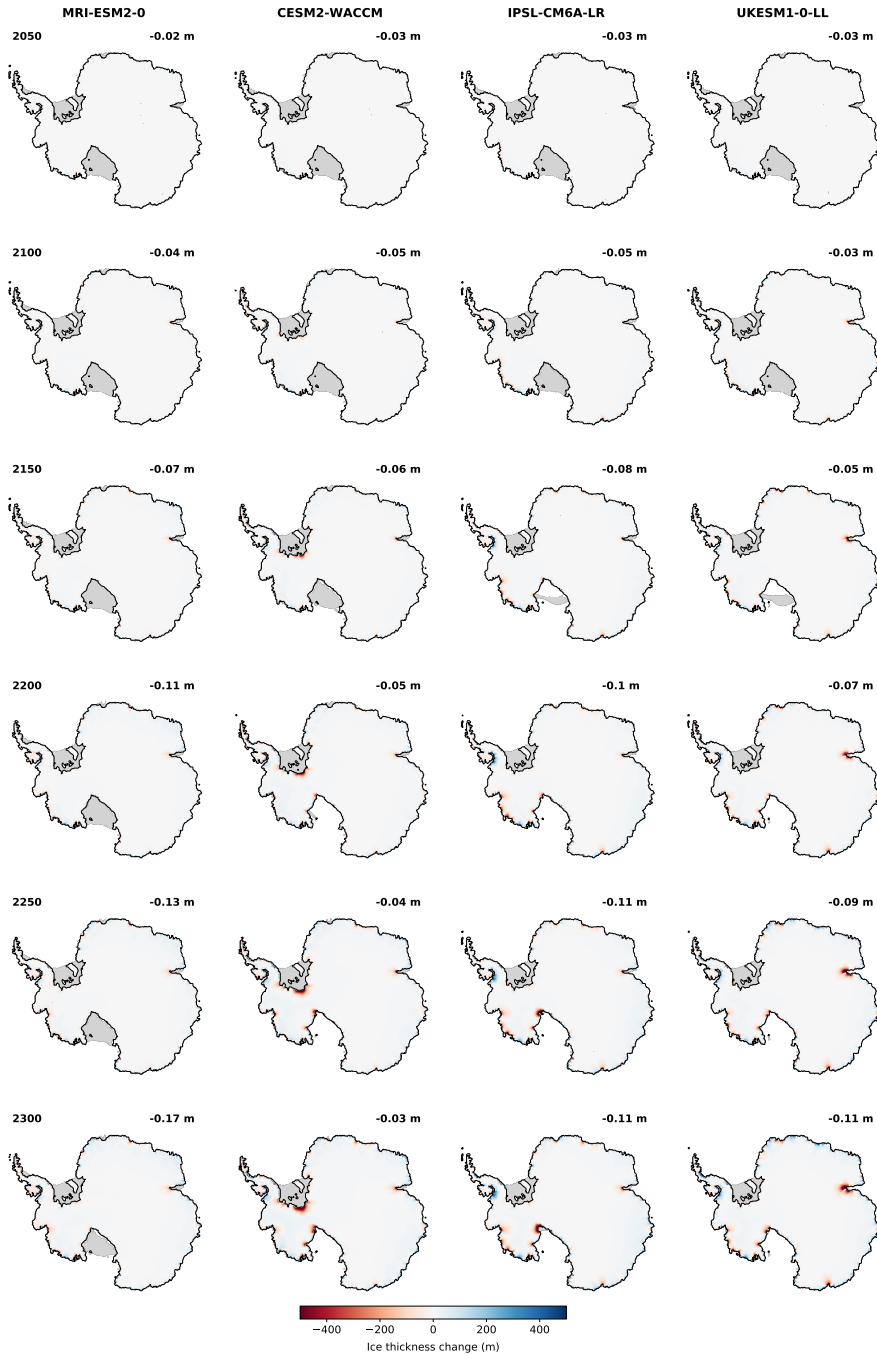 MRI-ESM2-0 CESM2-WACCM IPSL-CM6A-LR UKESM1-0-LL
2050 -0.02 m -0.03 m -0.03 m -0.03 m
2100 -0.04 m -0.05 m -0.05 m -0.03 m
2150 -0.07 m -0.06 m -0.08 m -0.05 m
2200 -0.11 m -0.05 m -0.1 m -0.07 m
2250 -0.13 m -0.04 m -0.11 m -0.09 m
2300 -0.17 m -0.03 m -0.11 m -0.11 m
−400 −200 0 200 400
Ice thickness change (m)